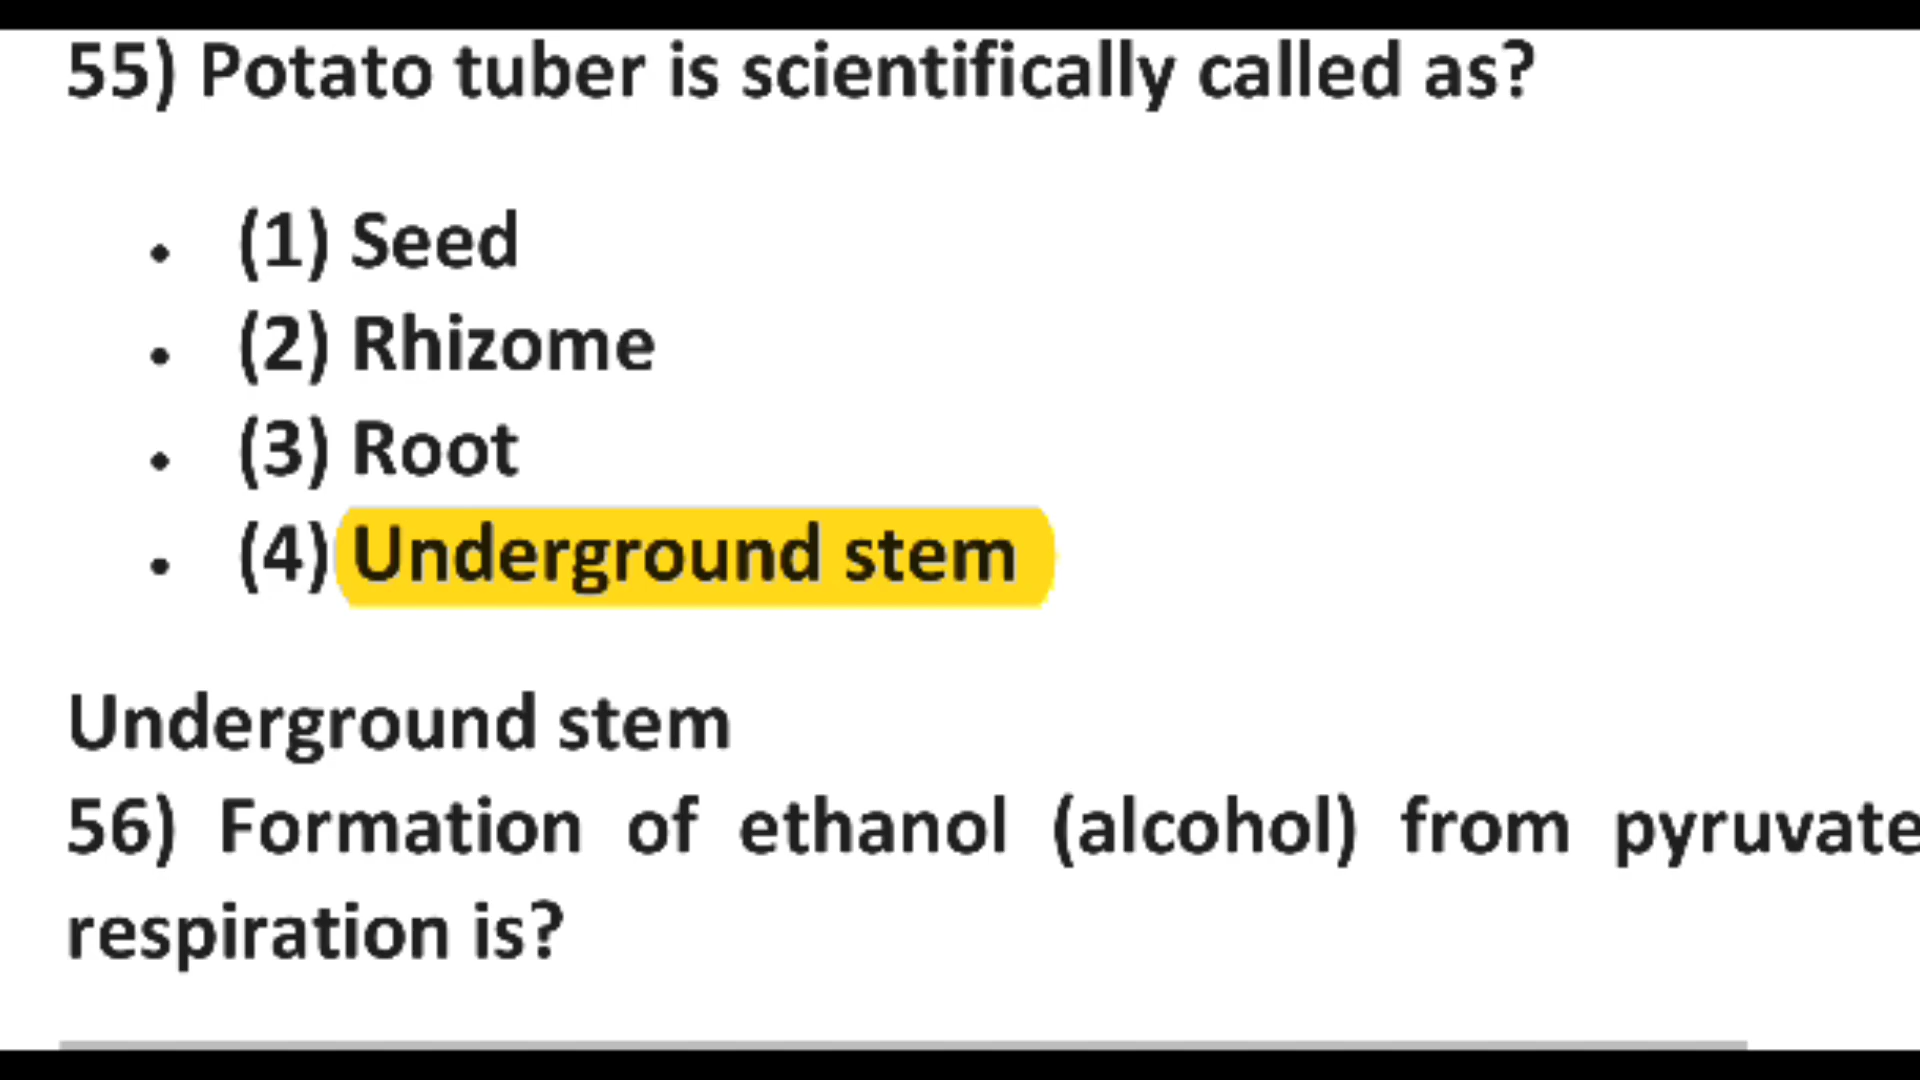 55) Potato tuber is scientifically called as?
• (1) Seed
• (2) Rhizome
• (3) Root
• (4) Underground stem
Underground stem
56) Formation of ethanol (alcohol) from pyruvate
respiration is?